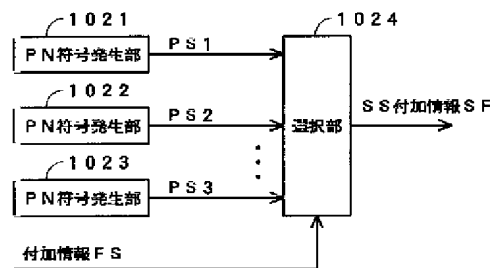 1021
PN符号発生部
PS1
1024
1022
PN符号発生部
PS2
選択部
SS付加情報SF
1023
PN符号発生部
PS3
付加情報FS